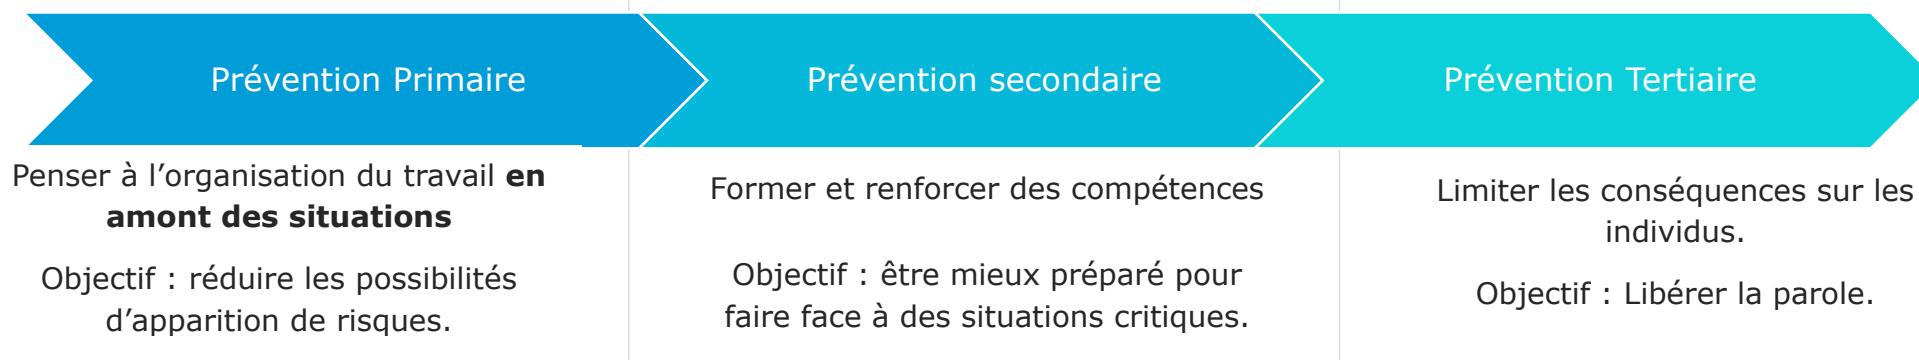 Prévention Primaire
Penser à l’organisation du travail en
amont des situations
Objectif : réduire les possibilités
d’apparition de risques.
Prévention secondaire
Former et renforcer des compétences
Objectif : être mieux préparé pour
faire face à des situations critiques.
Prévention Tertiaire
Limiter les conséquences sur les
individus.
Objectif : Libérer la parole.